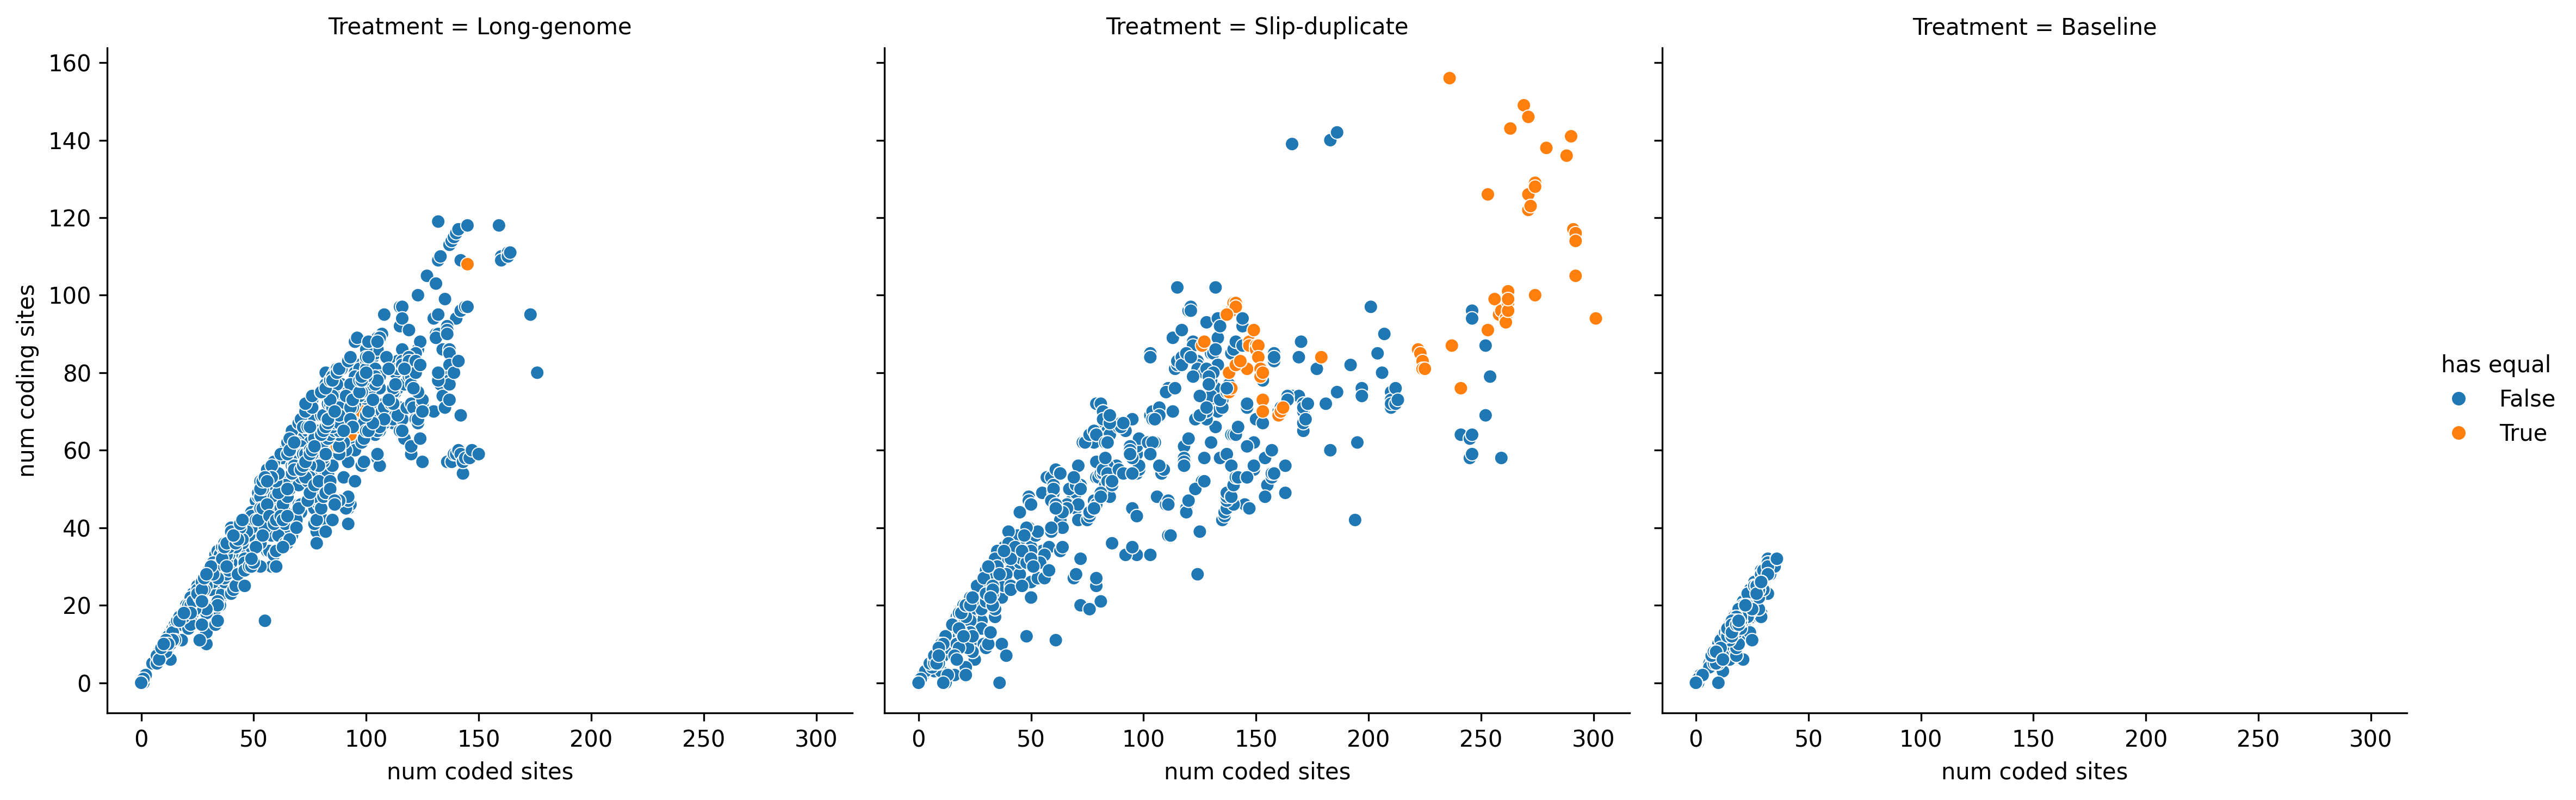 Treatment = Long-genome
Treatment = Slip-duplicate
Treatment = Baseline
160
140
120
100
80
60
40
20
0
num coding sites
0 50 100 150 200 250 300
0 50 100 150 200 250 300
0 50 100 150 200 250 300
num coded sites
num coded sites
num coded sites
has equal
False
True